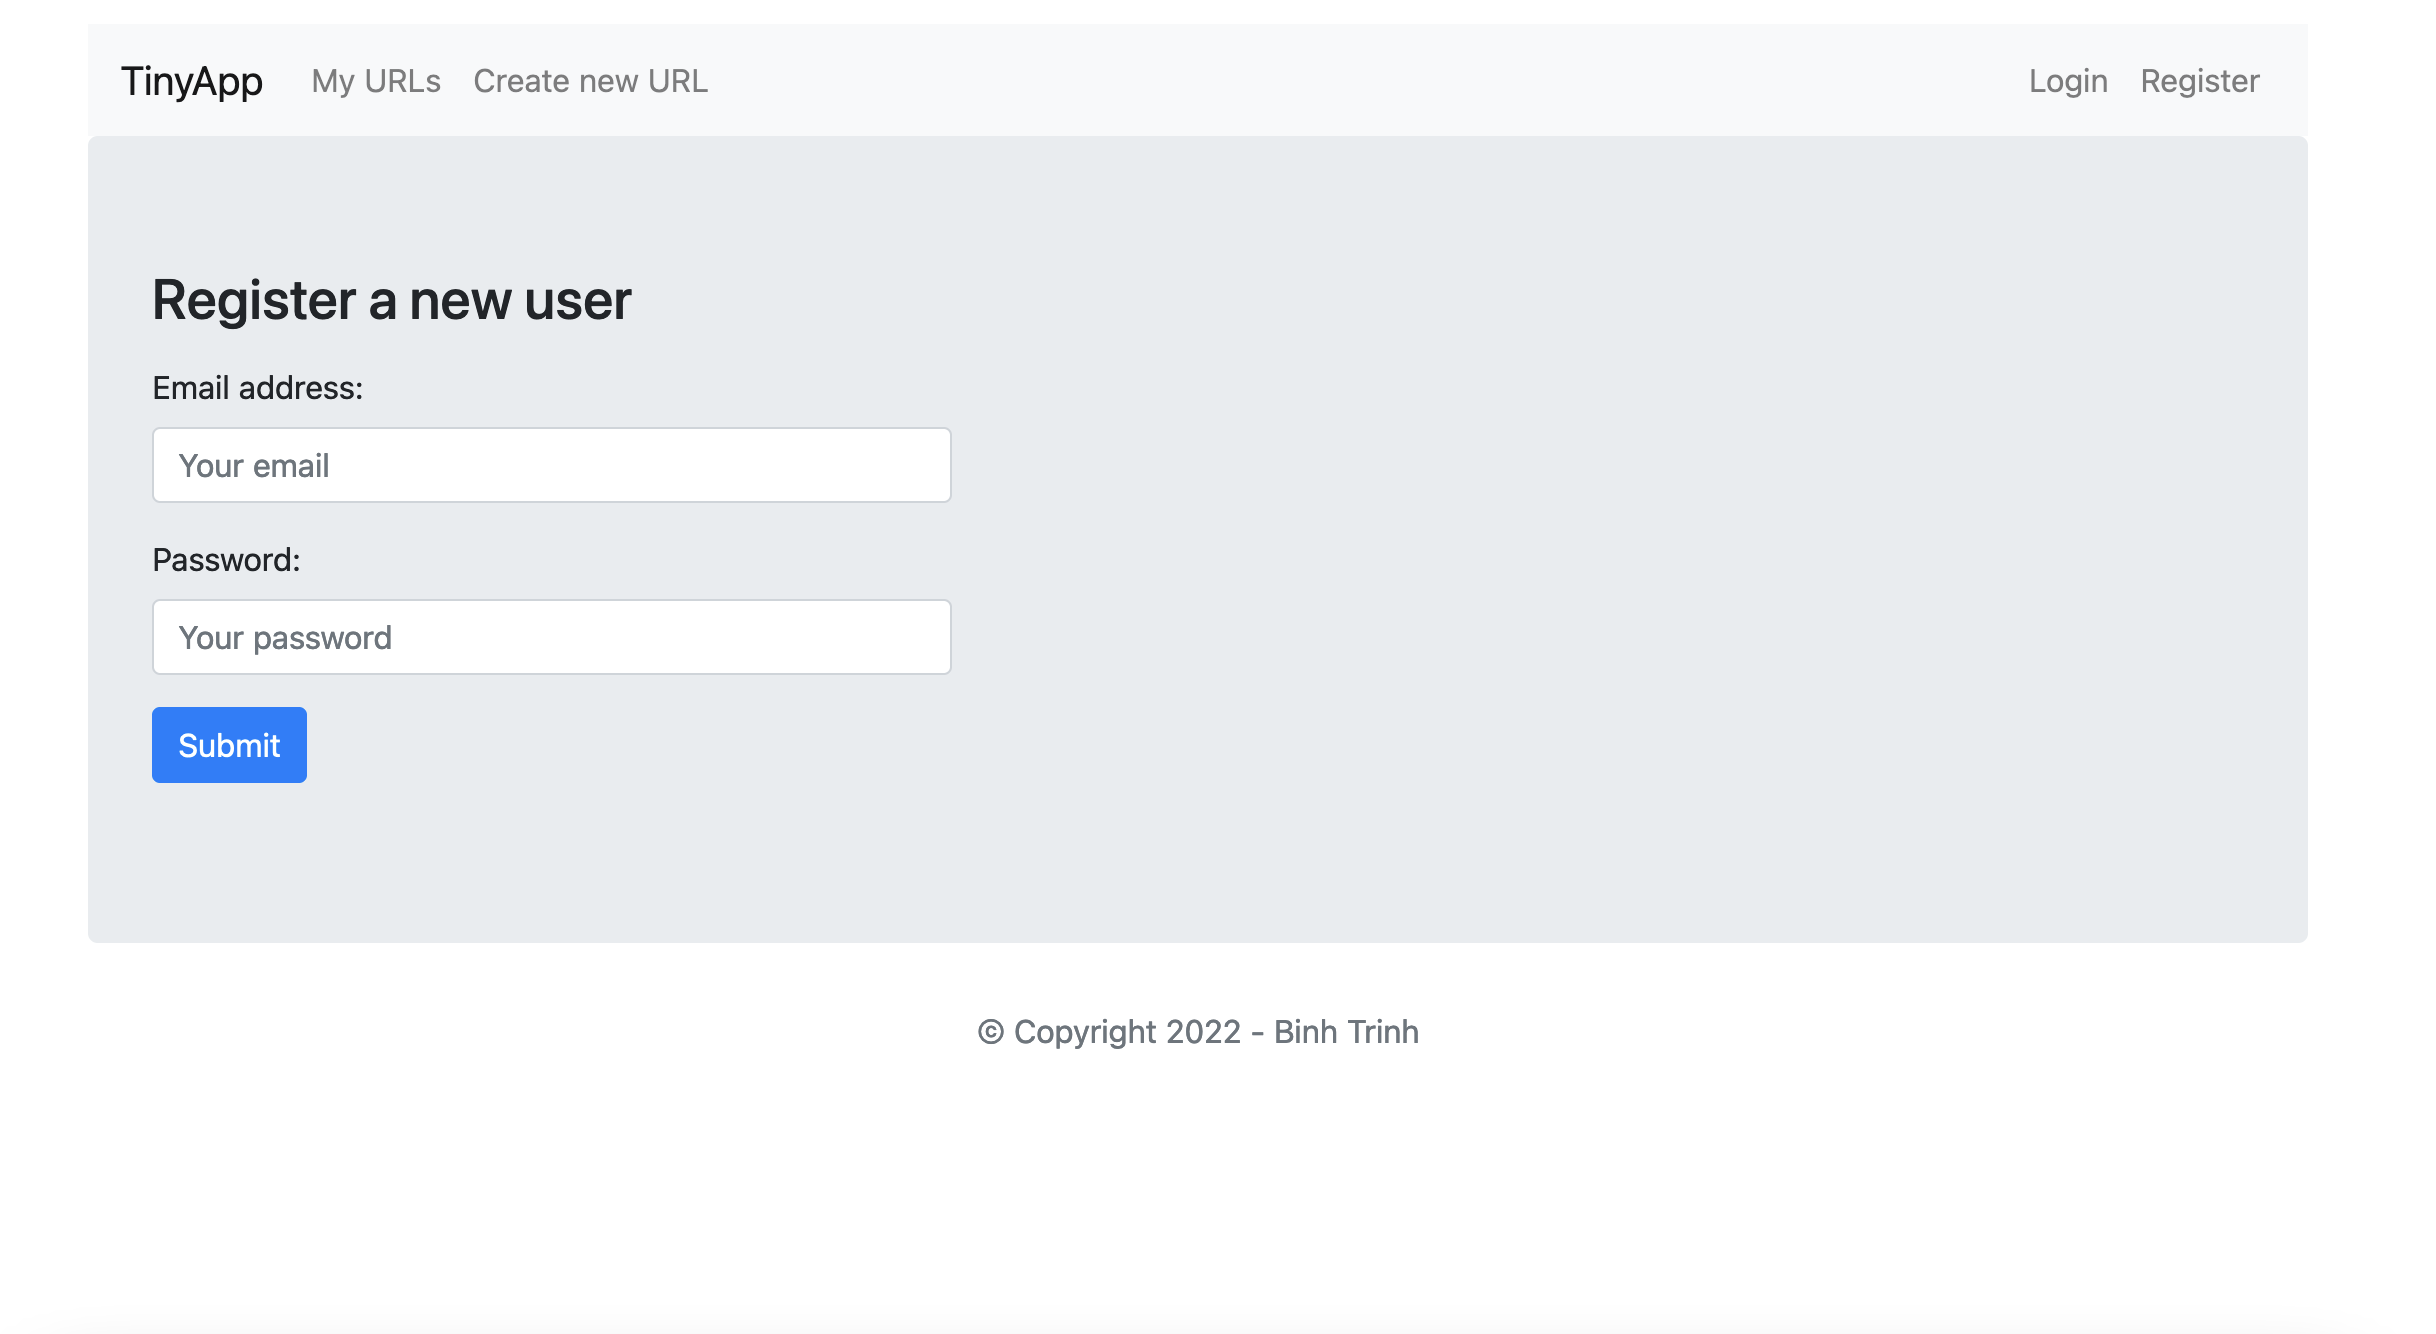 TinyApp My URLs Create new URL Login Register
Register a new user
Email address:
Your email
Password:
Your password
Submit
© Copyright 2022 - Binh Trinh